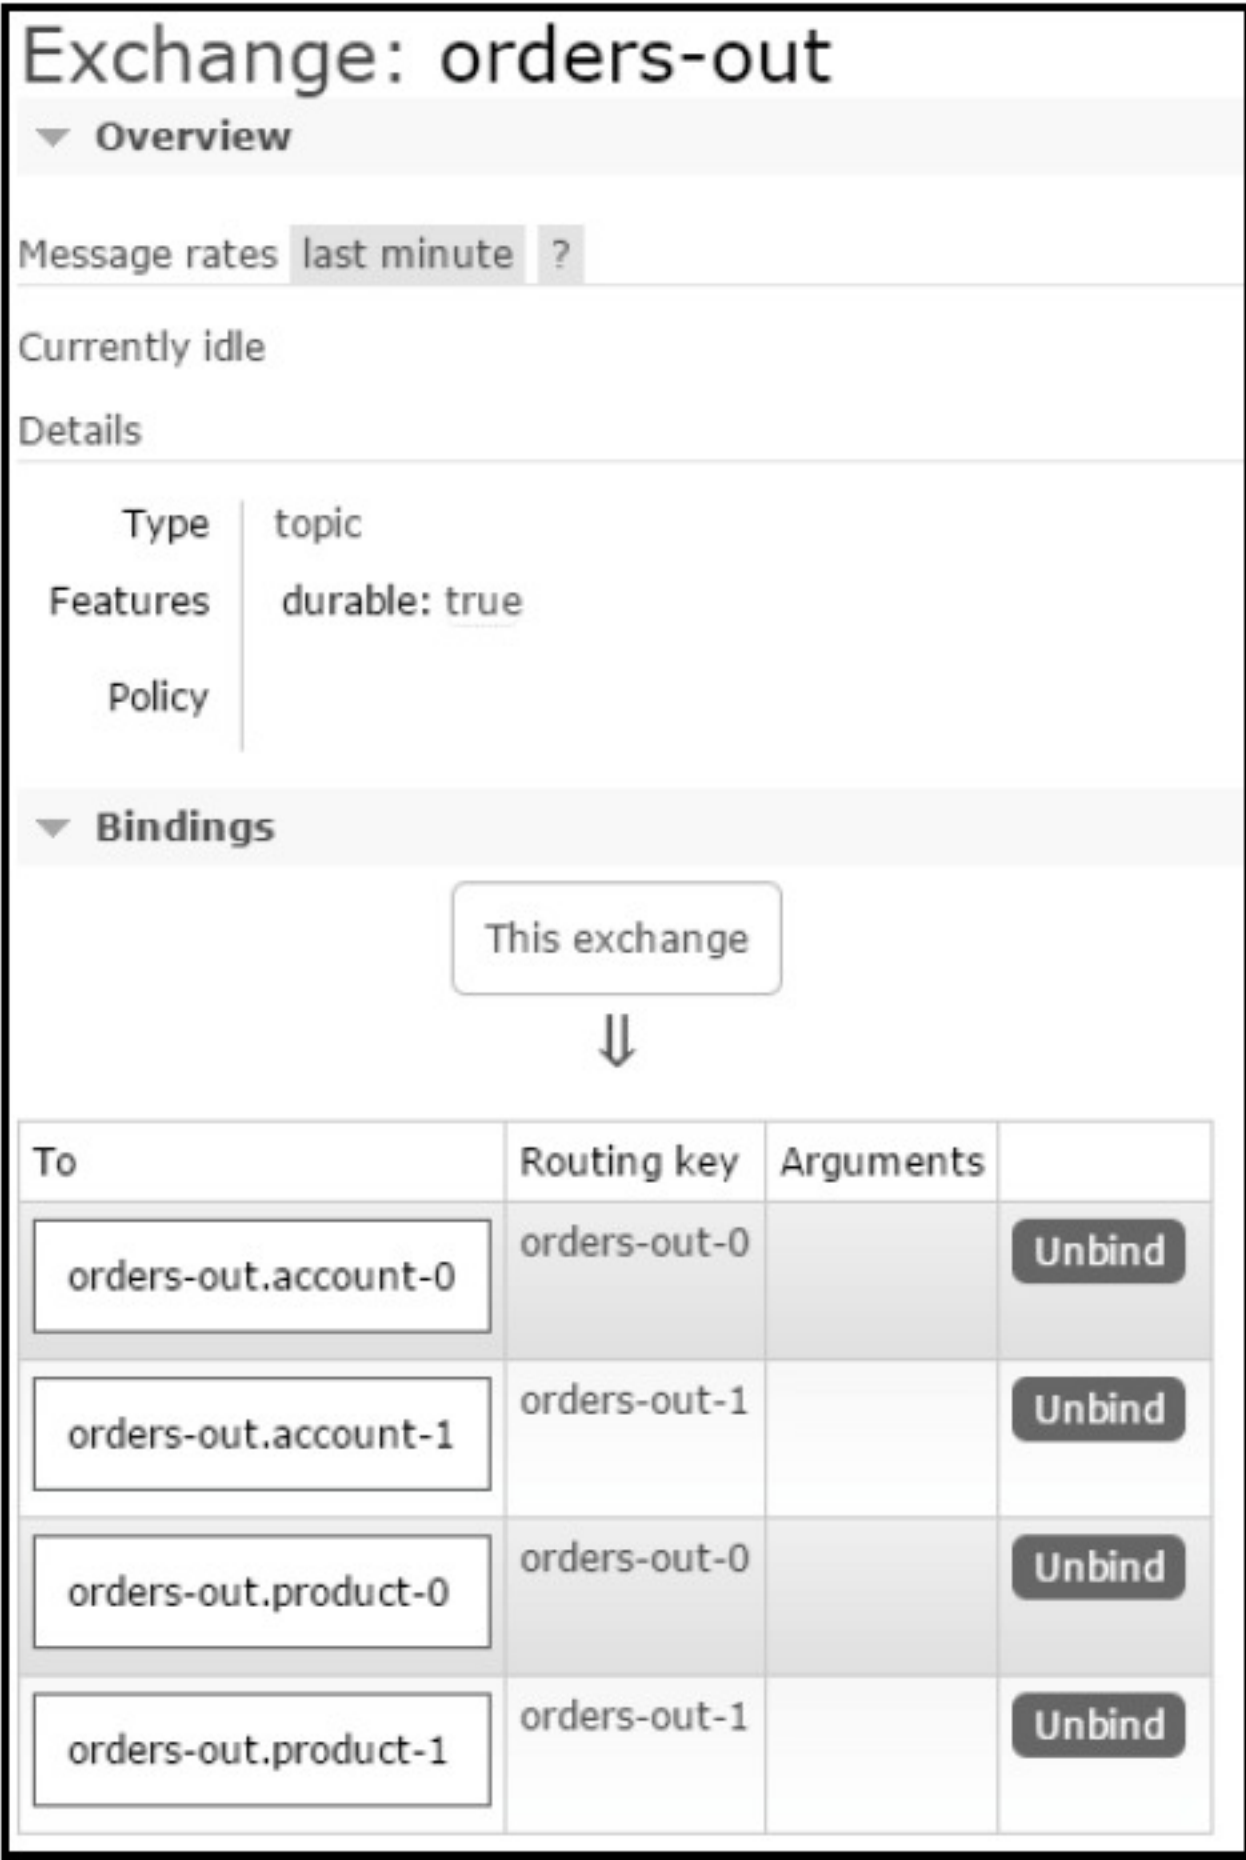 Exchange: orders-out
Overview
Message rates last minute ?
Currently idle
Details
Type topic
Features durable: true
Policy
Bindings
This exchange
⇓
To Routing key Arguments
orders-out.account-0 orders-out-0 Unbind
orders-out.account-1 orders-out-1 Unbind
orders-out.product-0 orders-out-0 Unbind
orders-out.product-1 orders-out-1 Unbind